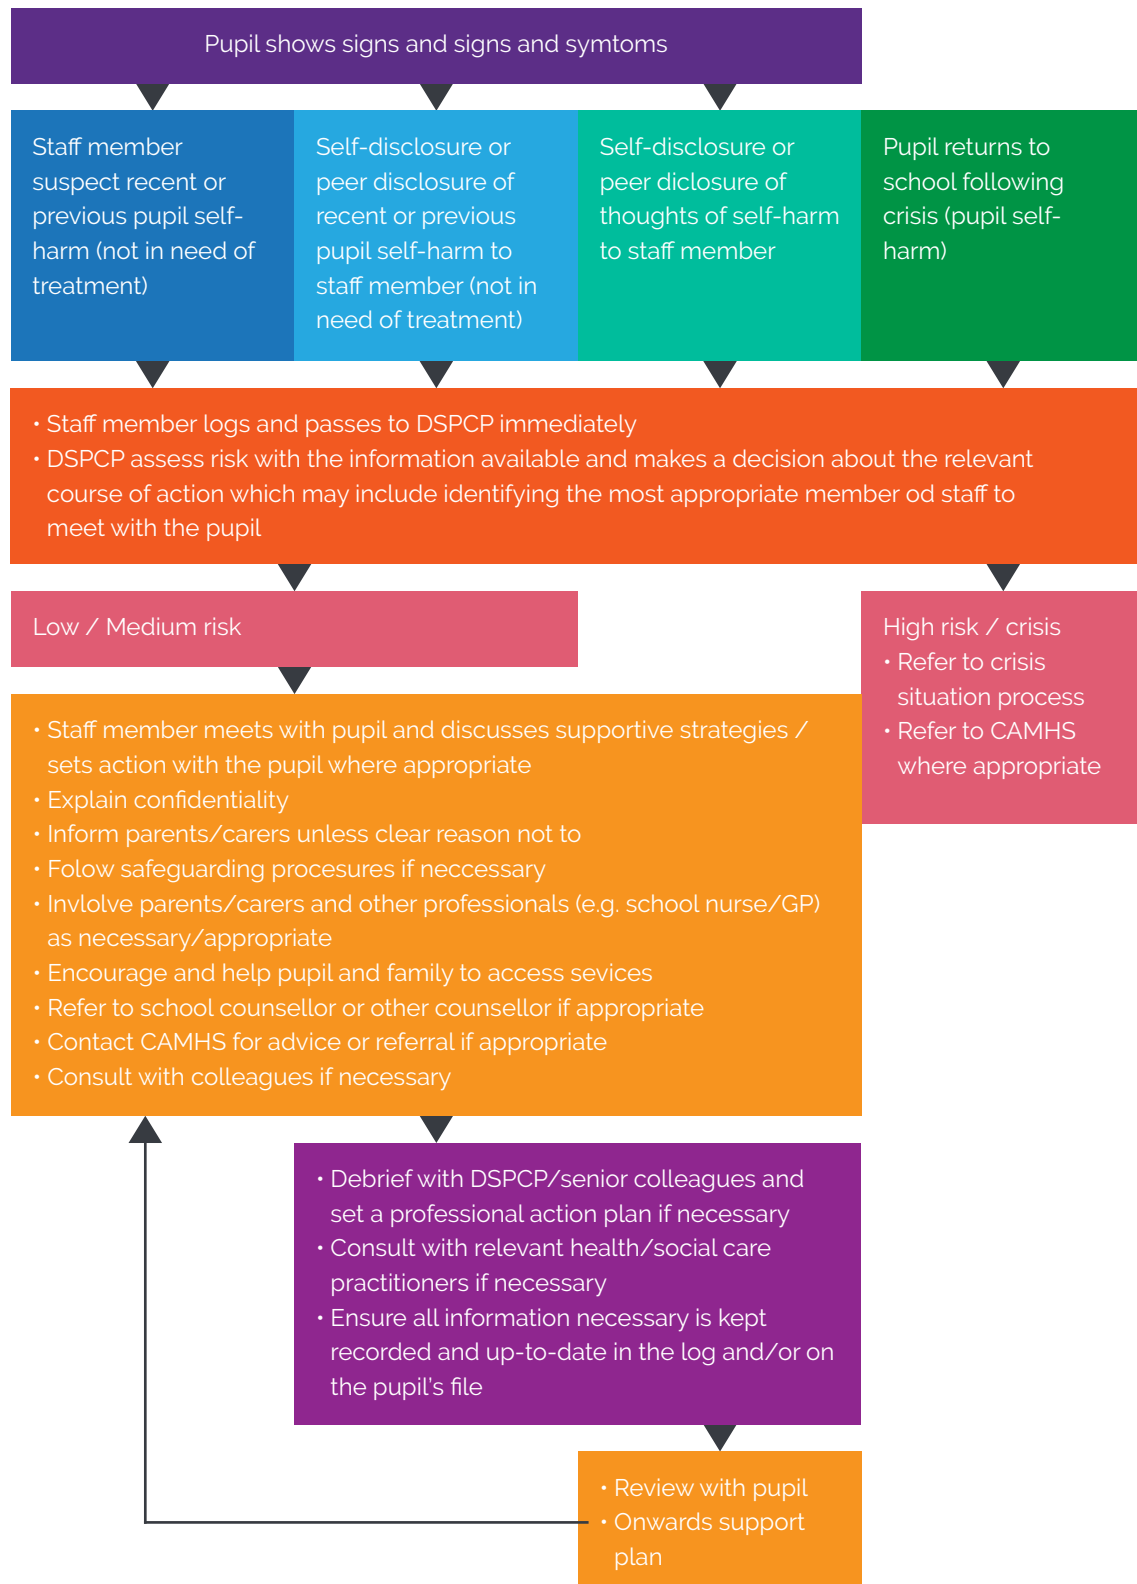 Pupil shows signs and signs and symtoms
Staff member
suspect recent or
previous pupil self-
harm (not in need of
treatment)
Self-disclosure or
peer disclosure of
recent or previous
pupil self-harm to
staff member (not in
need of treatment)
Self-disclosure or
peer diclosure of
thoughts of self-harm
to staff member
Pupil returns to
school following
crisis (pupil self-
harm)
• Staff member logs and passes to DSPCP immediately
• DSPCP assess risk with the information available and makes a decision about the relevant
course of action which may include identifying the most appropriate member od staff to
meet with the pupil
Low / Medium risk
High risk / crisis
• Refer to crisis
situation process
• Refer to CAMHS
where appropriate
• Staff member meets with pupil and discusses supportive strategies /
sets action with the pupil where appropriate
• Explain confidentiality
• Inform parents/carers unless clear reason not to
• Folow safeguarding procesures if neccessary
• Invlolve parents/carers and other professionals (e.g. school nurse/GP)
as necessary/appropriate
• Encourage and help pupil and family to access sevices
• Refer to school counsellor or other counsellor if appropriate
• Contact CAMHS for advice or referral if appropriate
• Consult with colleagues if necessary
• Debrief with DSPCP/senior colleagues and
set a professional action plan if necessary
• Consult with relevant health/social care
practitioners if necessary
• Ensure all information necessary is kept
recorded and up-to-date in the log and/or on
the pupil's file
• Review with pupil
• Onwards support
plan